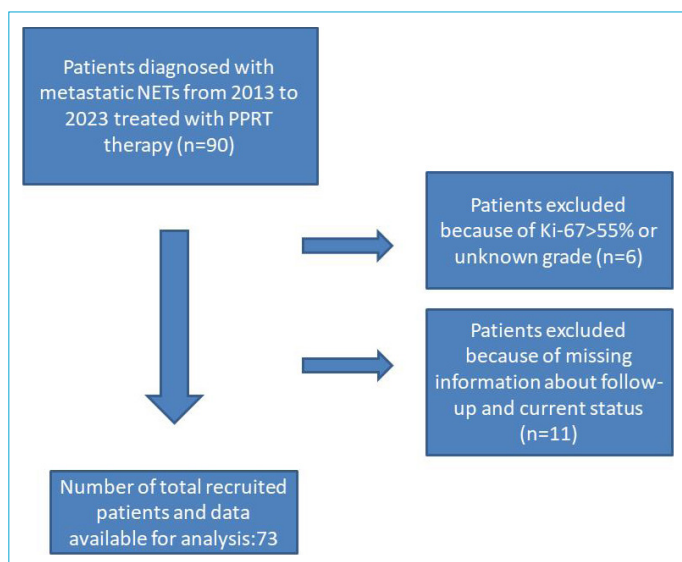 Patients diagnosed with
metastatic NETs from 2013 to
2023 treated with PPRT
therapy (n=90)
Patients excluded
because of Ki-67>55% or
unknown grade (n=6)
Patients excluded
because of missing
information about follow-
up and current status
(n=11)
Number of total recruited
patients and data
available for analysis:73